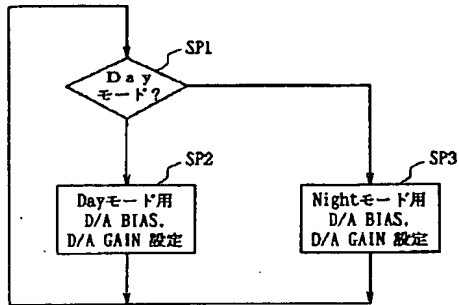 SP1
Day
モード?
SP2
Dayモード用
D/A BIAS,
D/A GAIN 設定
SP3
Nightモード用
D/A BIAS,
D/A GAIN 設定